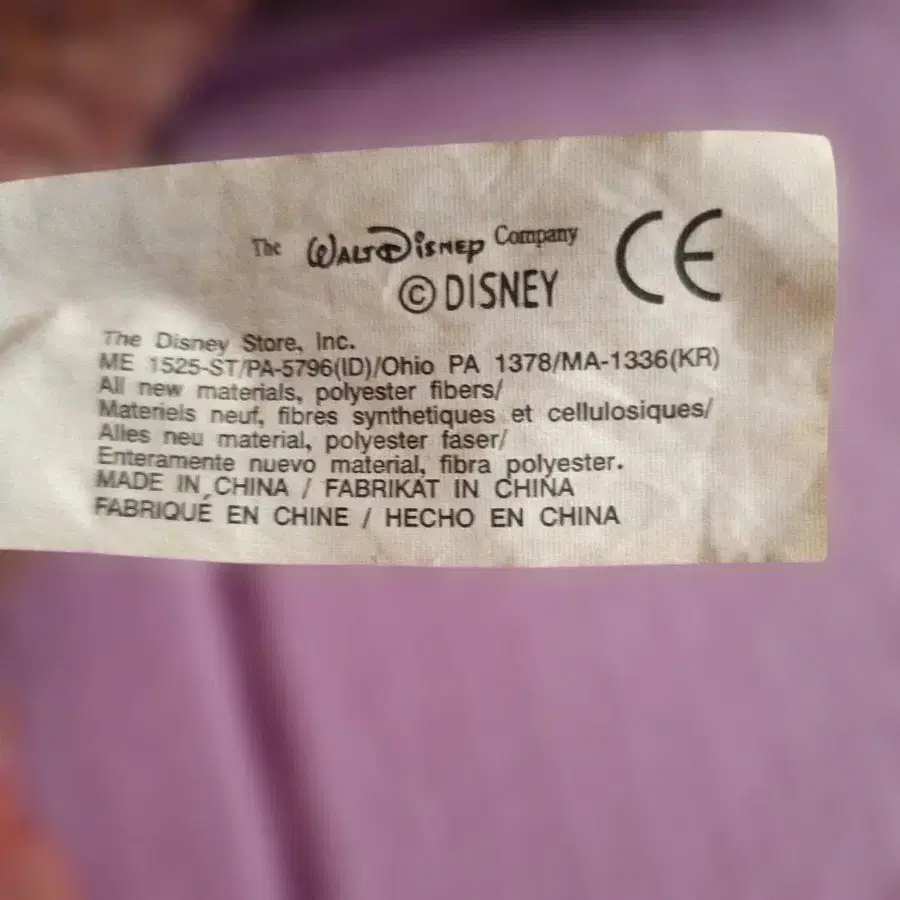 The WALT DISNEY Company CE
© DISNEY
The Disney Store, Inc.
ME 1525-ST/PA-5796(ID)/Ohio PA 1378/MA-1336(KR)
All new materials, polyester fibers/
Materiels neuf, fibres synthetiques et cellulosiques/
Alles neu material, polyester faser/
Enteramente nuevo material, fibra polyester.
MADE IN CHINA / FABRIKAT IN CHINA
FABRIQUÉ EN CHINE / HECHO EN CHINA